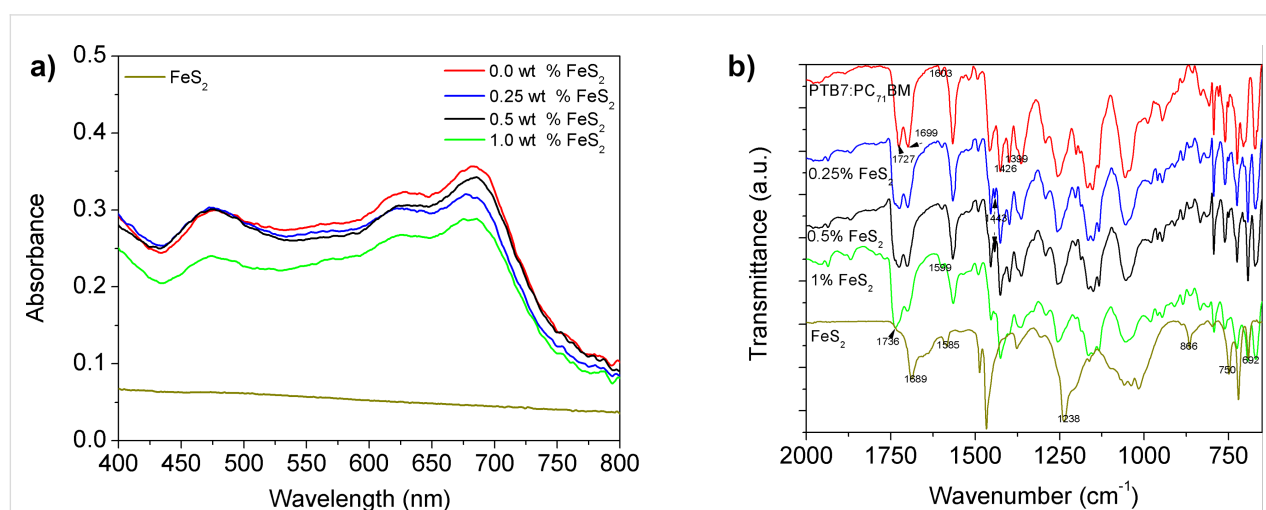 a)
FeS2
0.0 wt % FeS2
0.25 wt % FeS2
0.5 wt % FeS2
1.0 wt % FeS2
0.5
0.4
0.3
0.2
0.1
0.0
Absorbance
400 450 500 550 600 650 700 750 800
Wavelength (nm)
b)
PTB7:PC71BM
0.25% FeS2
0.5% FeS2
1% FeS2
FeS2
1603
1699
1727
1399
1426
1443
1599
1736
1585
1689
1238
866
750
692
Transmittance (a.u.)
2000 1750 1500 1250 1000 750
Wavenumber (cm-1)